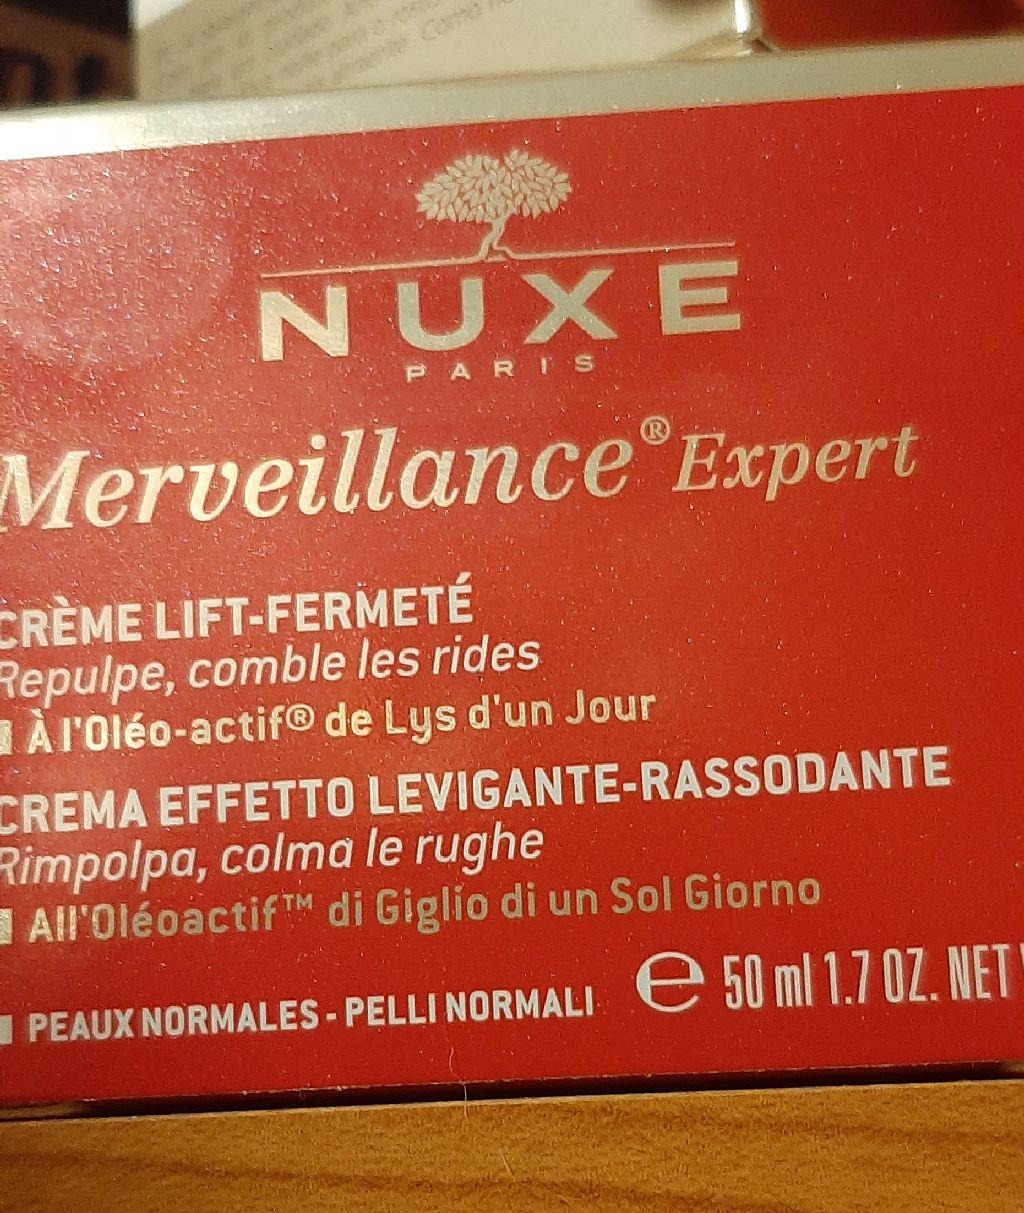 NUXE
PARIS
Merveillance® Expert
CRÈME LIFT-FERMETÉ
Repulpe, comble les rides
À l'Oléo-actif® de Lys d'un Jour
CREMA EFFETTO LEVIGANTE-RASSODANTE
Rimpolpa, colma le rughe
All'Oléoactif™ di Giglio di un Sol Giorno
PEAUX NORMALES - PELLI NORMALI
℮ 50 ml 1.7 OZ. NET